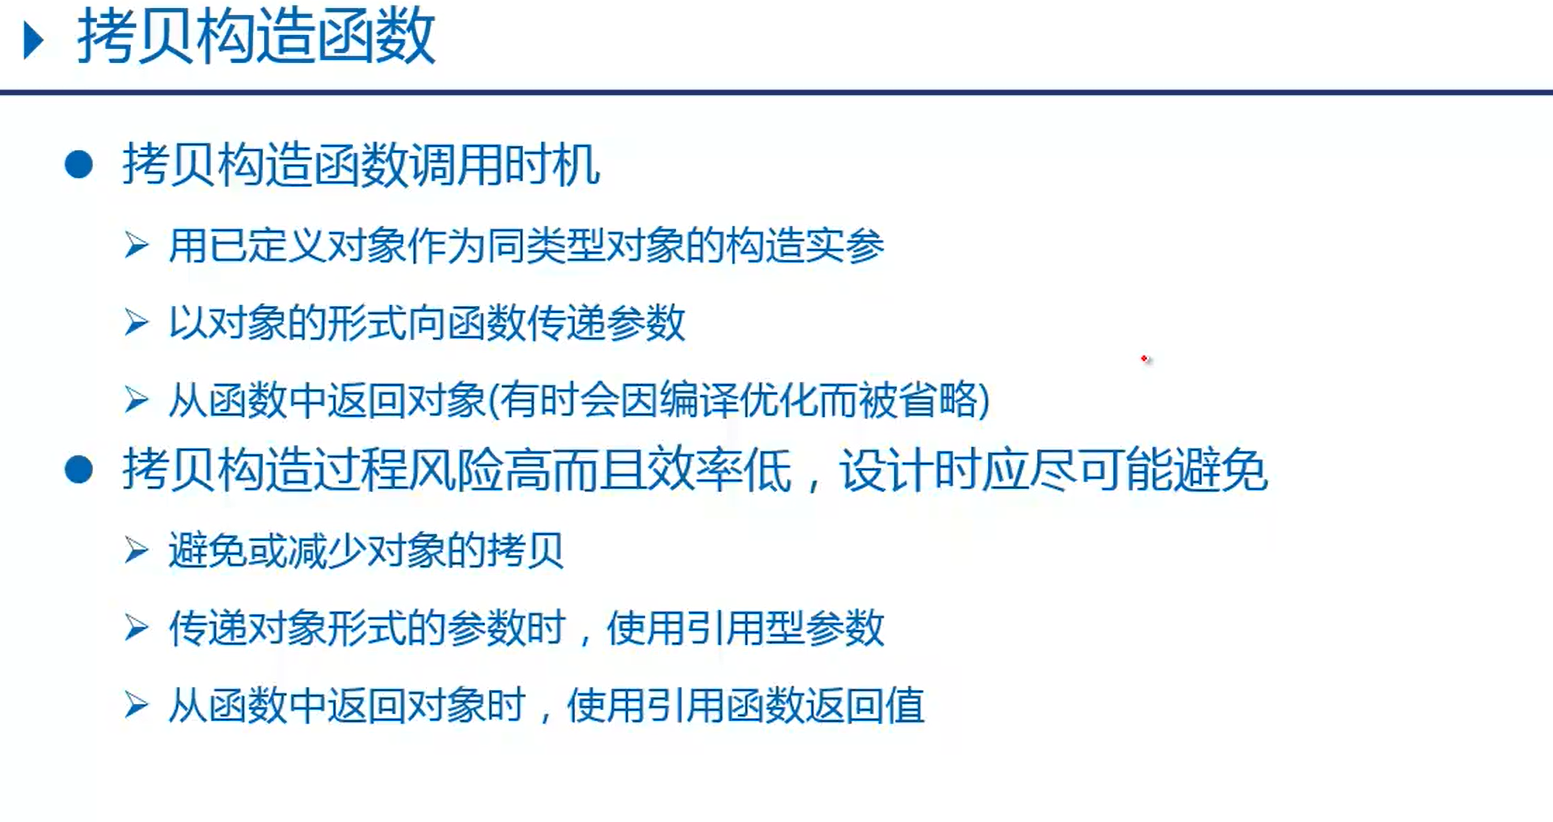 拷贝构造函数
拷贝构造函数调用时机
用已定义对象作为同类型对象的构造实参
以对象的形式向函数传递参数
从函数中返回对象(有时会因编译优化而被省略)
拷贝构造过程风险高而且效率低，设计时应尽可能避免
避免或减少对象的拷贝
传递对象形式的参数时，使用引用型参数
从函数中返回对象时，使用引用函数返回值